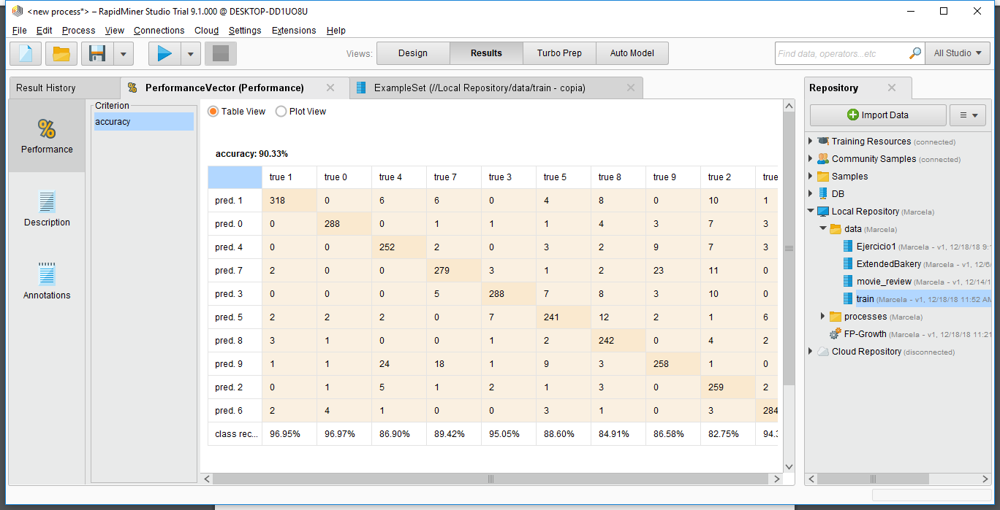 <new process*> – RapidMiner Studio Trial 9.1.000 @ DESKTOP-DD1UO8U
File Edit Process View Connections Cloud Settings Extensions Help
Views: Design Results Turbo Prep Auto Model Find data, operators...etc All Studio
Result History PerformanceVector (Performance) ExampleSet (//Local Repository/data/train - copia)
% Performance
Description
Annotations
Criterion
accuracy
Table View Plot View
accuracy: 90.33%
true 1 true 0 true 4 true 7 true 3 true 5 true 8 true 9 true 2 true
pred. 1 318 0 6 6 0 4 8 0 10 1
pred. 0 0 288 0 1 1 1 4 3 7 3
pred. 4 0 0 252 2 0 3 2 9 7 3
pred. 7 2 0 0 279 3 1 2 23 11 0
pred. 3 0 0 0 5 288 7 8 3 10 0
pred. 5 2 2 2 0 7 241 12 2 1 6
pred. 8 3 1 0 0 1 2 242 0 4 2
pred. 9 1 1 24 18 1 9 3 258 1 0
pred. 2 0 1 5 1 2 1 3 0 259 2
pred. 6 2 4 1 0 0 3 1 0 3 284
class rec... 96.95% 96.97% 86.90% 89.42% 95.05% 88.60% 84.91% 86.58% 82.75% 94.3
Repository
Import Data
Training Resources (connected)
Community Samples (connected)
Samples
DB
Local Repository (Marcela)
data (Marcela)
Ejercicio1 (Marcela - v1, 12/18/18 9:1
ExtendedBakery (Marcela - v1, 12/6/
movie_review (Marcela - v1, 12/14/1
train (Marcela - v1, 12/18/18 11:52 AM
processes (Marcela)
FP-Growth (Marcela - v1, 12/18/18 11:21
Cloud Repository (disconnected)